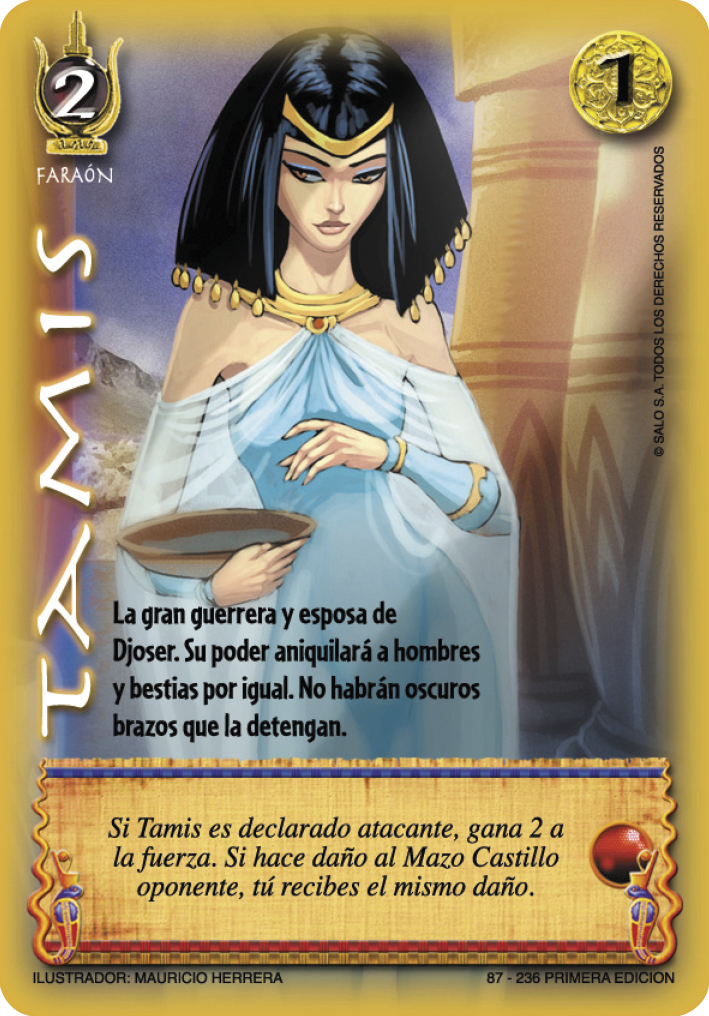 2
1
FARAÓN
TAMIS
© SALO S.A. TODOS LOS DERECHOS RESERVADOS
La gran guerrera y esposa de
Djoser. Su poder aniquilará a hombres
y bestias por igual. No habrán oscuros
brazos que la detengan.
Si Tamis es declarado atacante, gana 2 a
la fuerza. Si hace daño al Mazo Castillo
oponente, tú recibes el mismo daño.
ILUSTRADOR: MAURICIO HERRERA
87 - 236 PRIMERA EDICION